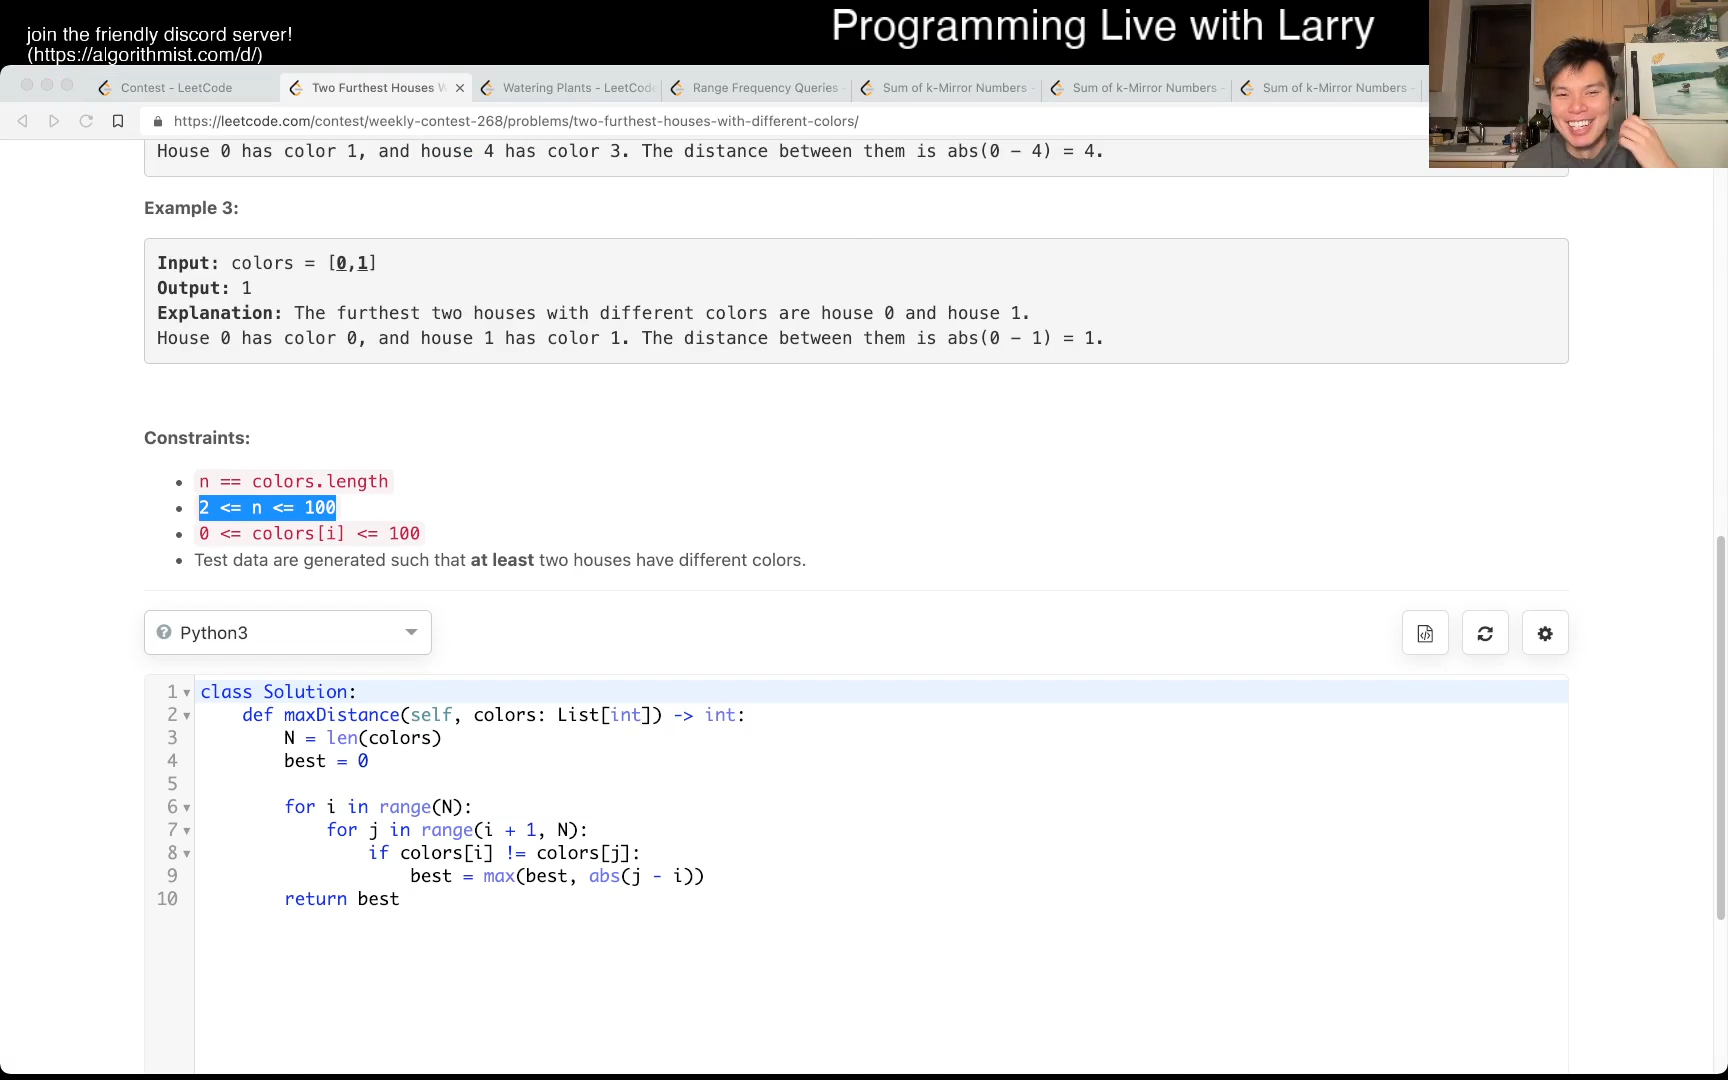 join the friendly discord server!
(https://algorithmist.com/d/)
Programming Live with Larry
Contest - LeetCode
Two Furthest Houses W
Watering Plants - LeetCode
Range Frequency Queries -
Sum of k-Mirror Numbers -
Sum of k-Mirror Numbers -
Sum of k-Mirror Numbers -
https://leetcode.com/contest/weekly-contest-268/problems/two-furthest-houses-with-different-colors/
House 0 has color 1, and house 4 has color 3. The distance between them is abs(0 - 4) = 4.
Example 3:
Input: colors = [0,1]
Output: 1
Explanation: The furthest two houses with different colors are house 0 and house 1.
House 0 has color 0, and house 1 has color 1. The distance between them is abs(0 - 1) = 1.
Constraints:
n == colors.length
2 <= n <= 100
0 <= colors[i] <= 100
Test data are generated such that at least two houses have different colors.
Python3
1 class Solution:
2 def maxDistance(self, colors: List[int]) -> int:
3 N = len(colors)
4 best = 0
5
6 for i in range(N):
7 for j in range(i + 1, N):
8 if colors[i] != colors[j]:
9 best = max(best, abs(j - i))
10 return best